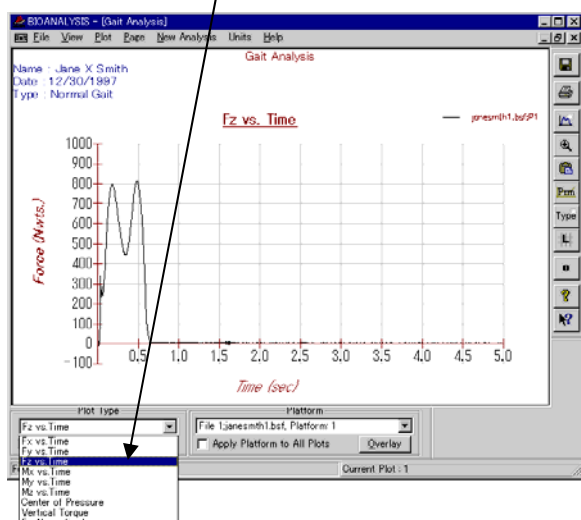 BIOANALYSIS - [Gait Analysis]
File View Plot Page New Analysis Units Help
Gait Analysis
Name : Jane X Smith
Date : 12/30/1997
Type : Normal Gait
Fz vs. Time
janesmth1.bsf;P1
1000
900
800
700
600
500
400
300
200
100
0
-100
Force (N.vts.)
0.5 1.0 1.5 2.0 2.5 3.0 3.5 4.0 4.5 5.0
Time (sec)
Prmi
Type
Plot Type
Platform
Fz vs.Time
File 1;janesmth1.bsf, Platform: 1
Apply Platform to All Plots
Overlay
Fx vs.Time
Fy vs.Time
Fz vs.Time
Mx vs.Time
My vs.Time
Mz vs.Time
Center of Pressure
Vertical Torque
Current Plot : 1